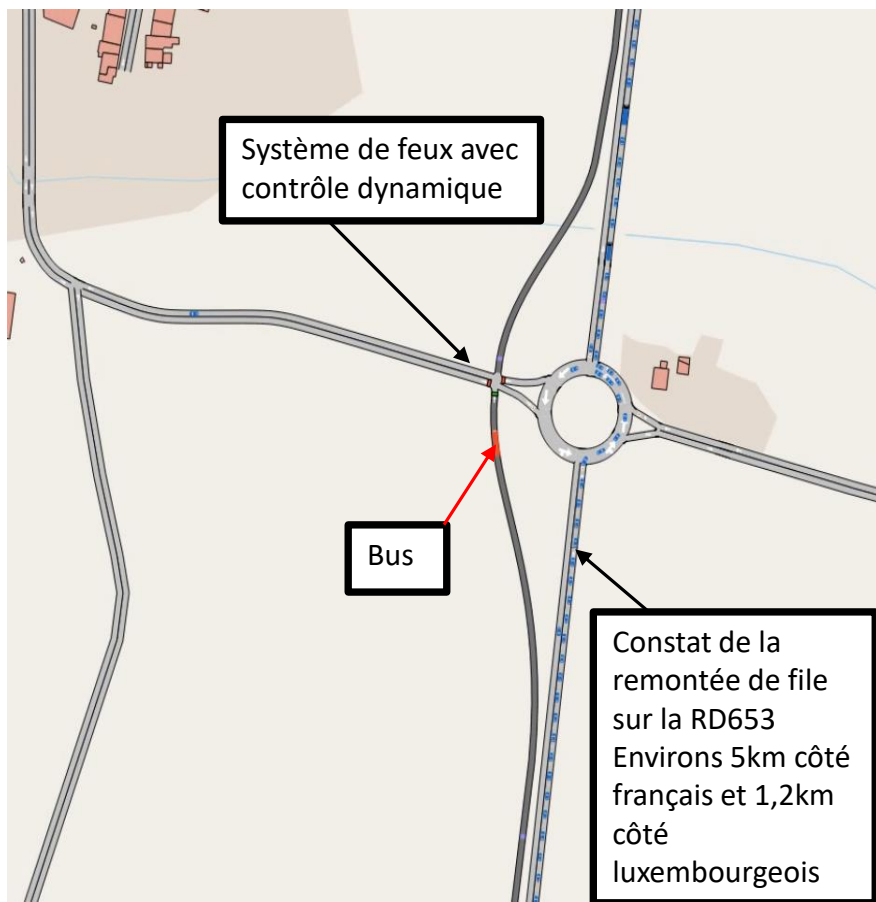 Système de feux avec
contrôle dynamique
Bus
Constat de la
remontée de file
sur la RD653
Environs 5km côté
français et 1,2km
côté
luxembourgeois